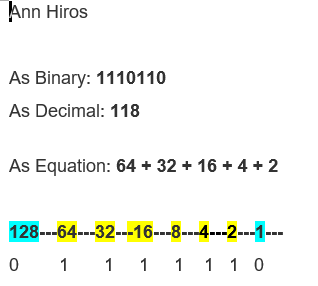 Ann Hiros
As Binary: 1110110
As Decimal: 118
As Equation: 64 + 32 + 16 + 4 + 2
128---64---32---16---8---4---2---1---
0 1 1 1 1 1 1 0